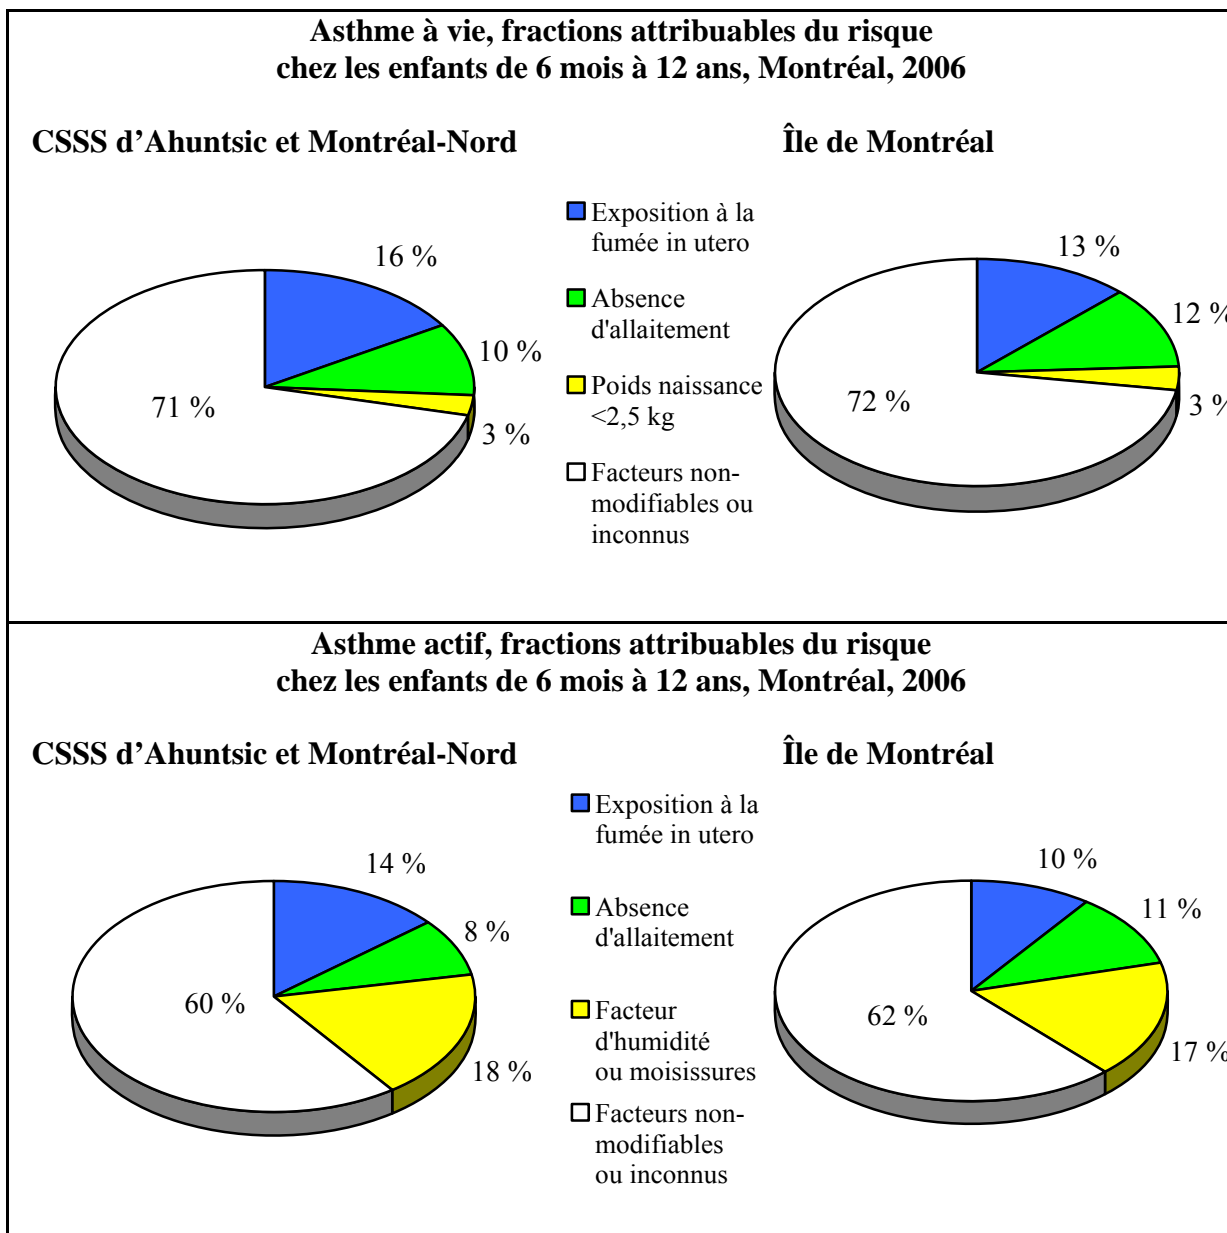 Asthme à vie, fractions attribuables du risque
chez les enfants de 6 mois à 12 ans, Montréal, 2006
CSSS d'Ahuntsic et Montréal-Nord
Île de Montréal
16 %
10 %
3 %
71 %
Exposition à la
fumée in utero
Absence
d'allaitement
Poids naissance
<2,5 kg
Facteurs non-
modifiables ou
inconnus
13 %
12 %
3 %
72 %
Asthme actif, fractions attribuables du risque
chez les enfants de 6 mois à 12 ans, Montréal, 2006
CSSS d'Ahuntsic et Montréal-Nord
Île de Montréal
14 %
8 %
18 %
60 %
Exposition à la
fumée in utero
Absence
d'allaitement
Facteur
d'humidité
ou moisissures
Facteurs non-
modifiables
ou inconnus
10 %
11 %
17 %
62 %